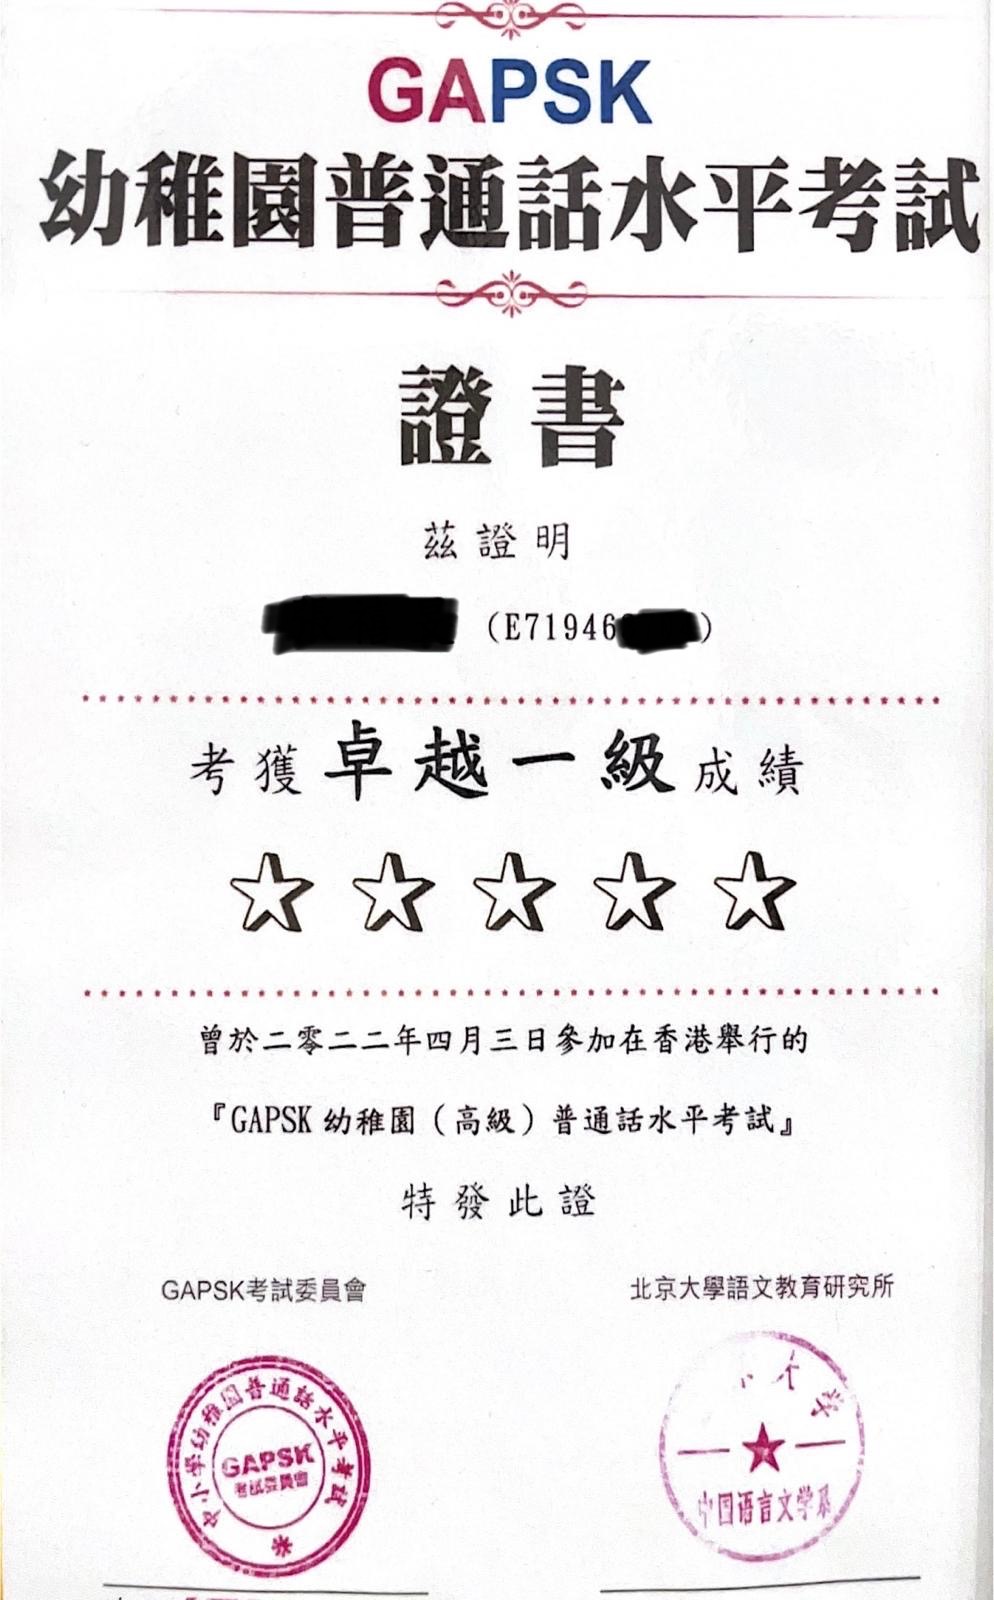 GAPSK
幼稚園普通話水平考試
證書
茲證明
(E71946
考獲卓越一級成績
曾於二零二二年四月三日參加在香港舉行的
『GAPSK 幼稚園（高級）普通話水平考試』
特發此證
GAPSK考試委員會
北京大學語文教育研究所
中小學幼稚園普通話水平考試
GAPSK
考試委員會
大学
中国语言文学系